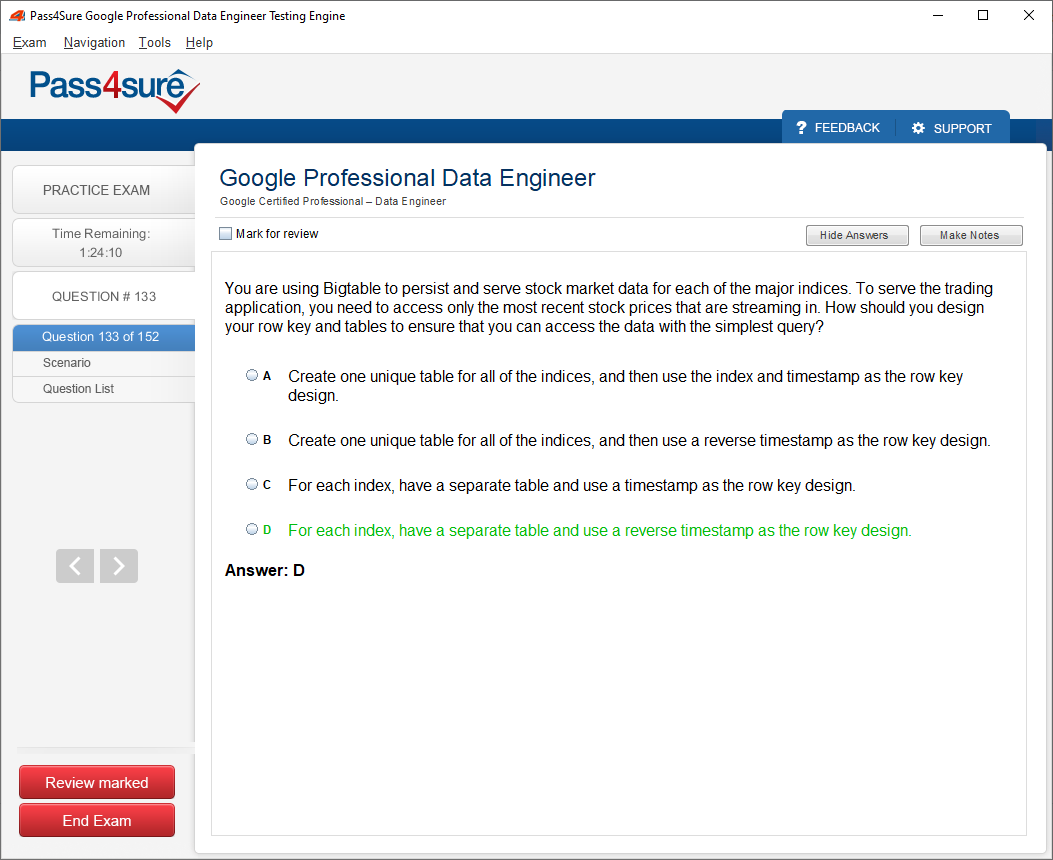 Pass4Sure Google Professional Data Engineer Testing Engine
Exam Navigation Tools Help
Pass4sure
? FEEDBACK SUPPORT
PRACTICE EXAM
Time Remaining:
1:24:10
QUESTION # 133
Question 133 of 152
Scenario
Question List
Google Professional Data Engineer
Google Certified Professional – Data Engineer
Mark for review
Hide Answers Make Notes
You are using Bigtable to persist and serve stock market data for each of the major indices. To serve the trading
application, you need to access only the most recent stock prices that are streaming in. How should you design
your row key and tables to ensure that you can access the data with the simplest query?
A Create one unique table for all of the indices, and then use the index and timestamp as the row key
design.
B Create one unique table for all of the indices, and then use a reverse timestamp as the row key design.
C For each index, have a separate table and use a timestamp as the row key design.
D For each index, have a separate table and use a reverse timestamp as the row key design.
Answer: D
Review marked
End Exam